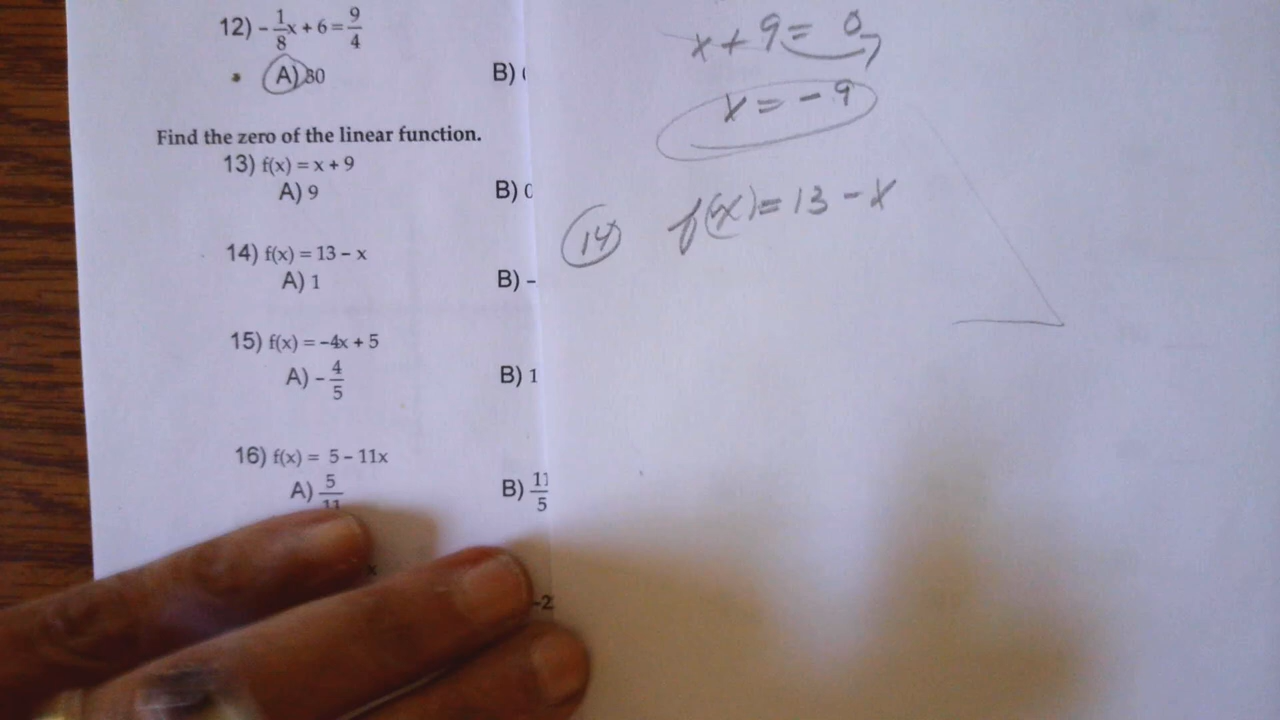 12) -1/8x + 6 = 9/4
A) 30 B) (
Find the zero of the linear function.
13) f(x) = x + 9
A) 9 B) 0
14) f(x) = 13 - x
A) 1 B) -
15) f(x) = -4x + 5
A) -4/5 B) 1
16) f(x) = 5 - 11x
A) 5/11 B) 11/5
x
-2
x + 9 = 0
x = -9
14 f(x) = 13 - x